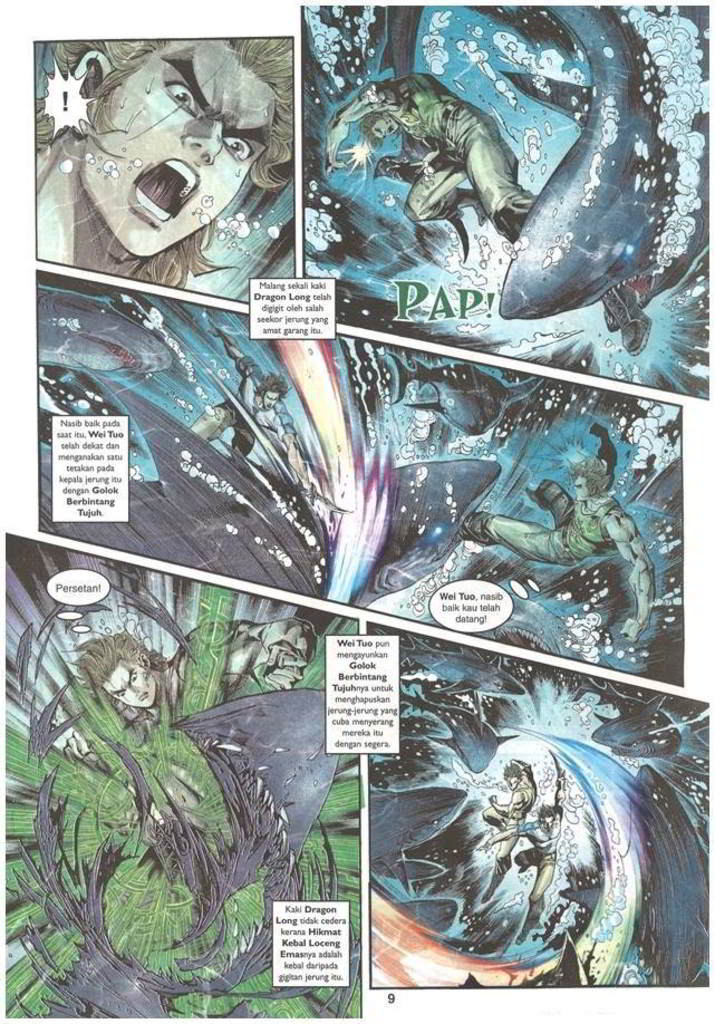 !
PAP!
Malang sekali kaki
Dragon Long telah
digigit oleh salah
seekor jerung yang
amat garang itu.
Nasib baik pada
saat itu, Wei Tuo
telah dekat dan
menganakan satu
tetakan pada
kepala jerung itu
dengan Golok
Berbintang
Tujuh.
Wei Tuo, nasib
baik kau telah
datang!
Persetan!
Wei Tuo pun
mengayunkan
Golok
Berbintang
Tujuhnya untuk
menghapuskan
jerung-jerung yang
cuba menyerang
mereka itu
dengan segera.
Kaki Dragon
Long tidak cedera
kerana Hikmat
Kebal Loceng
Emasnya adalah
kebal daripada
gigitan jerung itu.
9